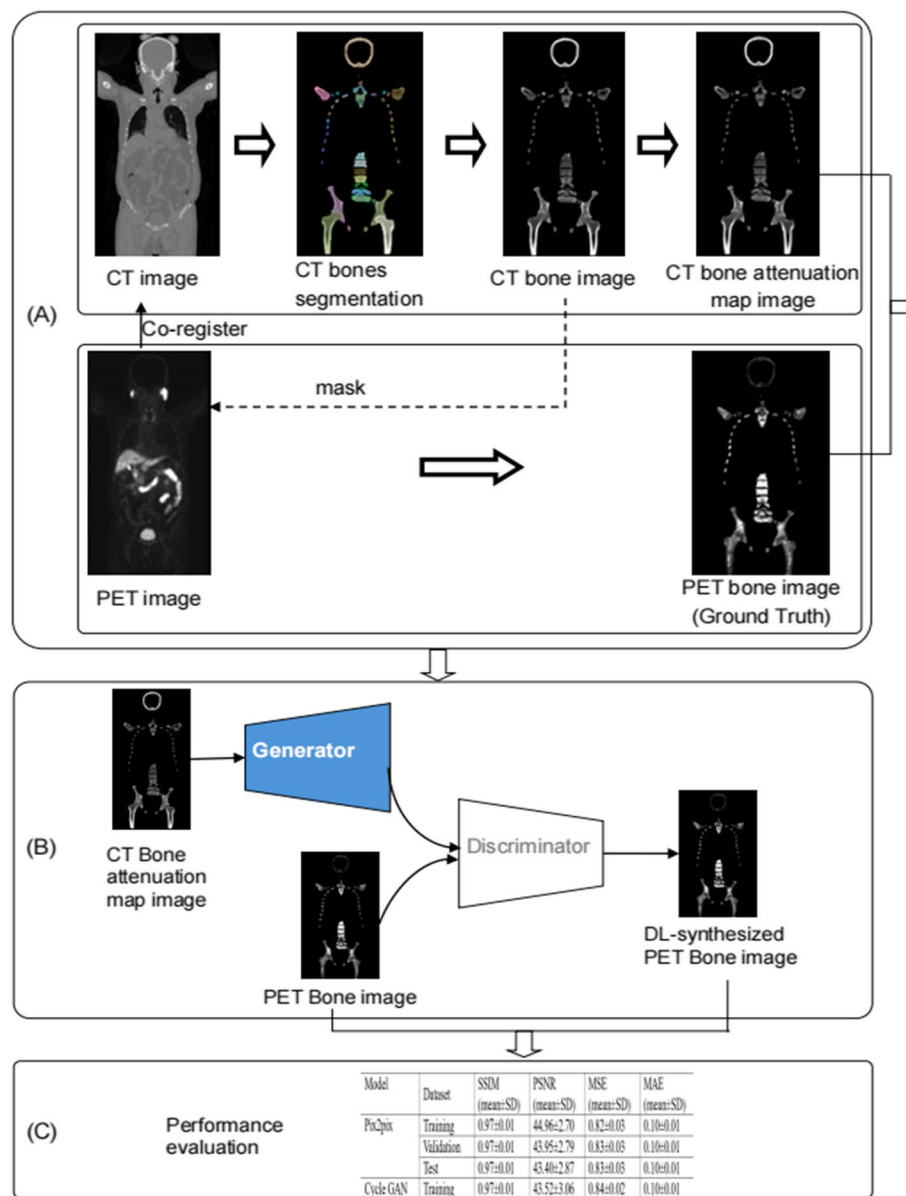 (A)
CT image
CT bones
segmentation
CT bone image
CT bone attenuation
map image
Co-register
mask
PET image
PET bone image
(Ground Truth)
(B)
Generator
Discriminator
CT Bone
attenuation
map image
PET Bone image
DL-synthesized
PET Bone image
(C)
Performance
evaluation
Model Dataset SSIM PSNR MSE MAE
(mean±SD) (mean±SD) (mean±SD) (mean±SD)
Pix2pix Training 0.97±0.01 44.96±2.70 0.82±0.03 0.10±0.01
Validation 0.97±0.01 43.95±2.79 0.83±0.03 0.10±0.01
Test 0.97±0.01 43.40±2.87 0.83±0.03 0.10±0.01
Cycle GAN Training 0.97±0.01 43.52±3.06 0.84±0.02 0.10±0.01